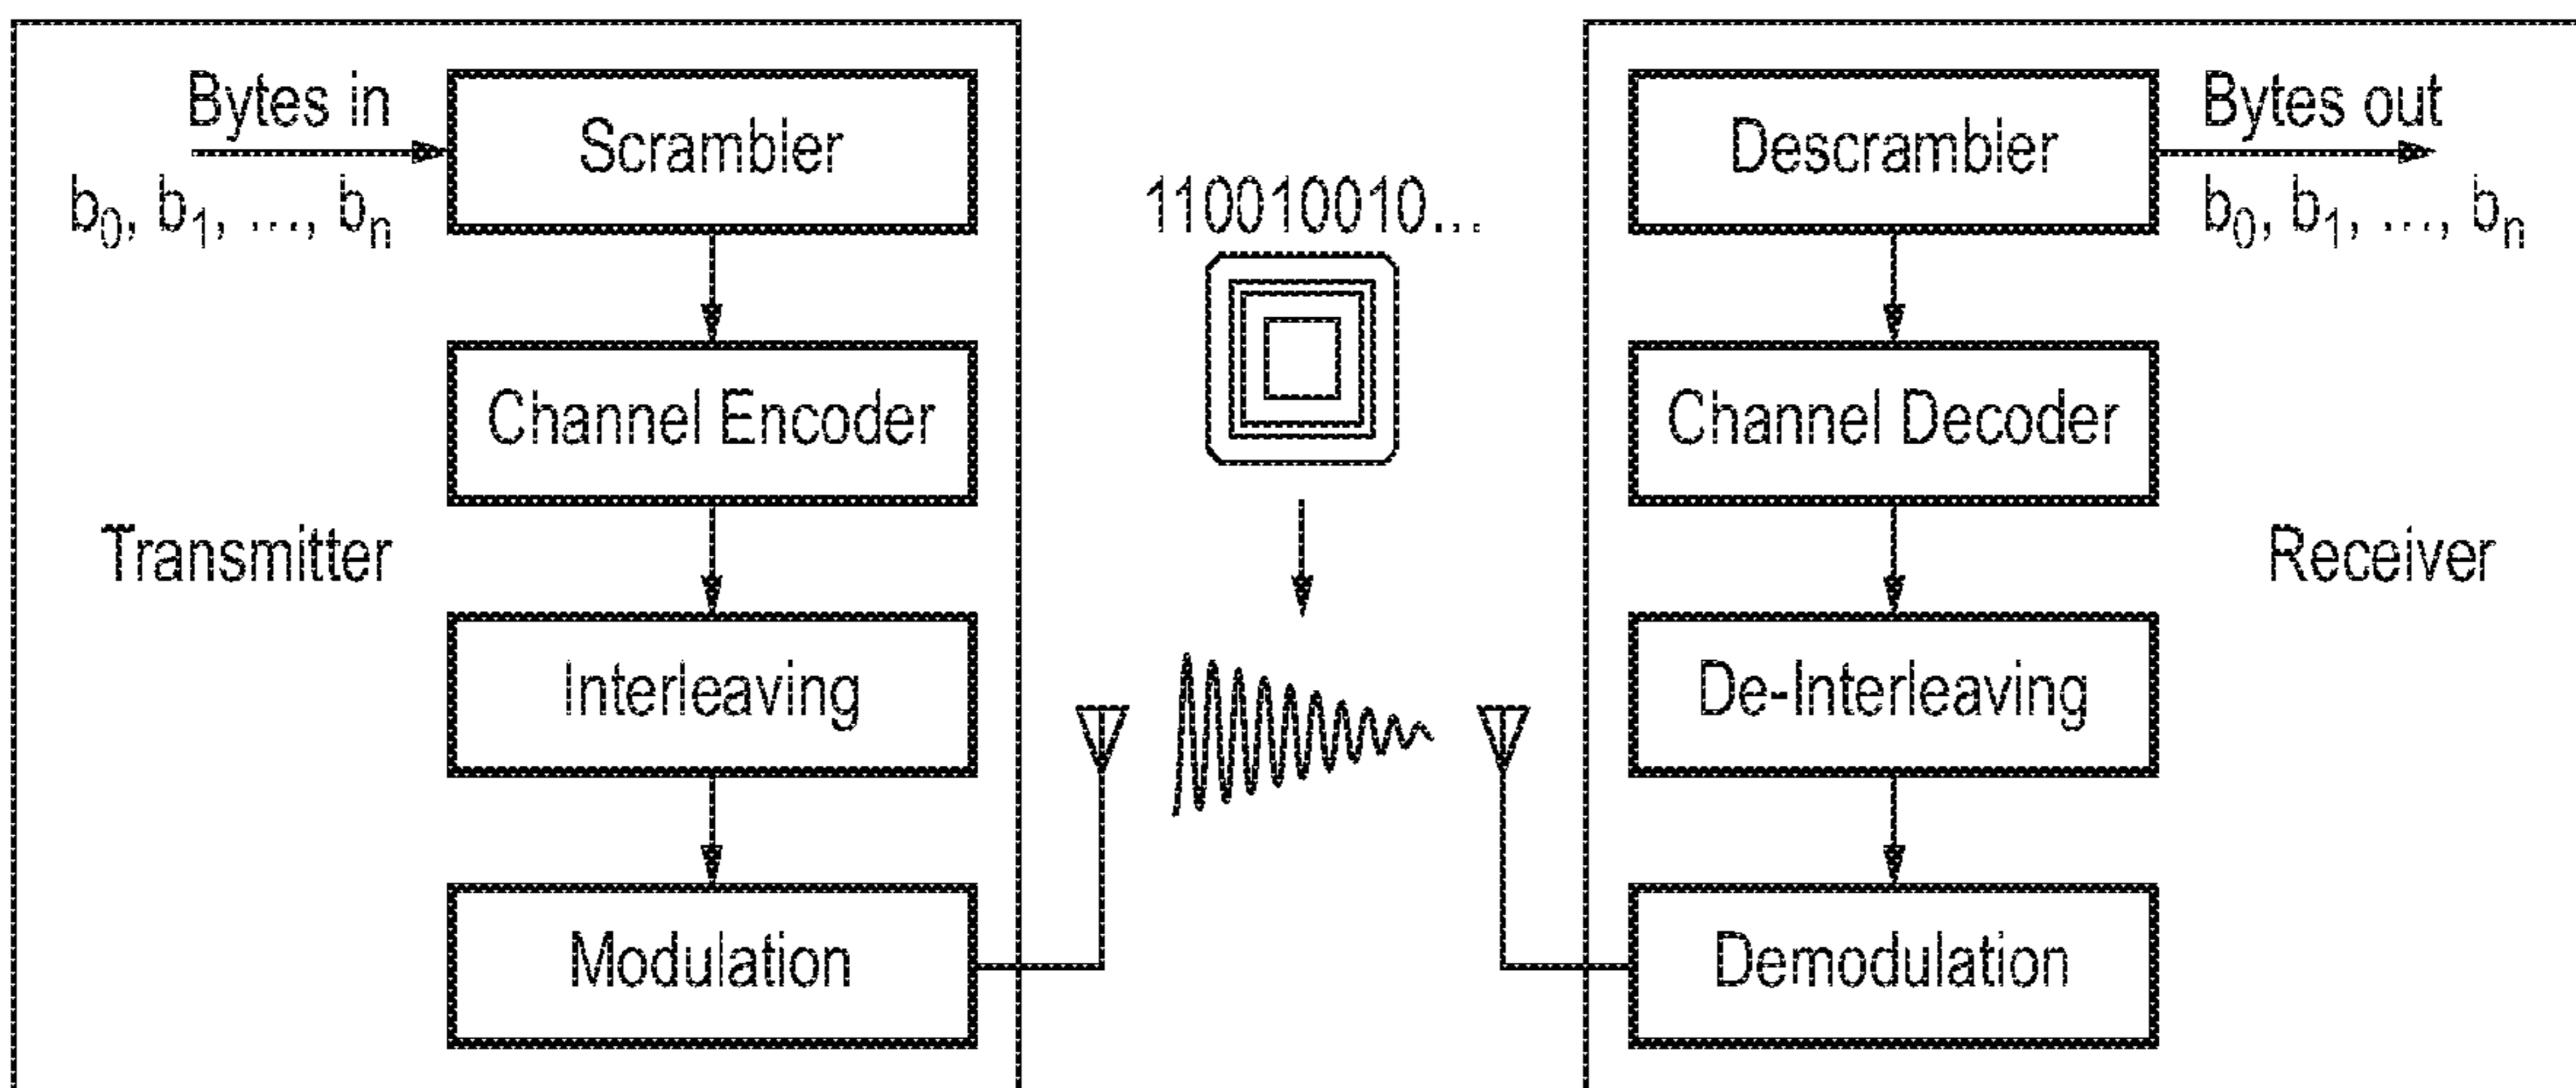 Bytes in
b₀, b₁, ..., bₙ
Scrambler
Channel Encoder
Transmitter
Interleaving
Modulation
110010010...
Descrambler
Bytes out
b₀, b₁, ..., bₙ
Channel Decoder
Receiver
De-Interleaving
Demodulation